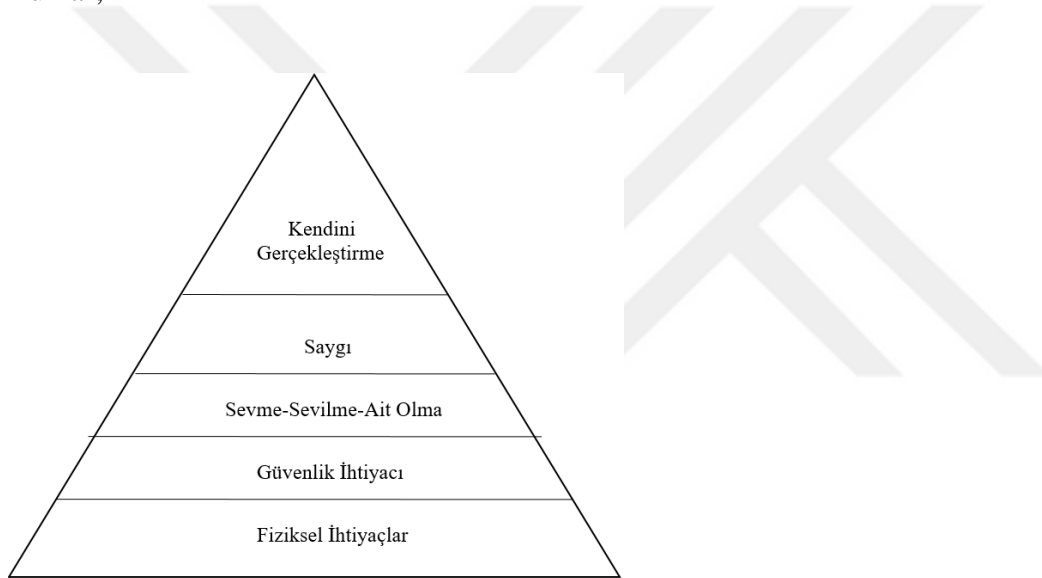 Kendini
Gerçekleştirme
Saygı
Sevme-Sevilme-Ait Olma
Güvenlik İhtiyacı
Fiziksel İhtiyaçlar